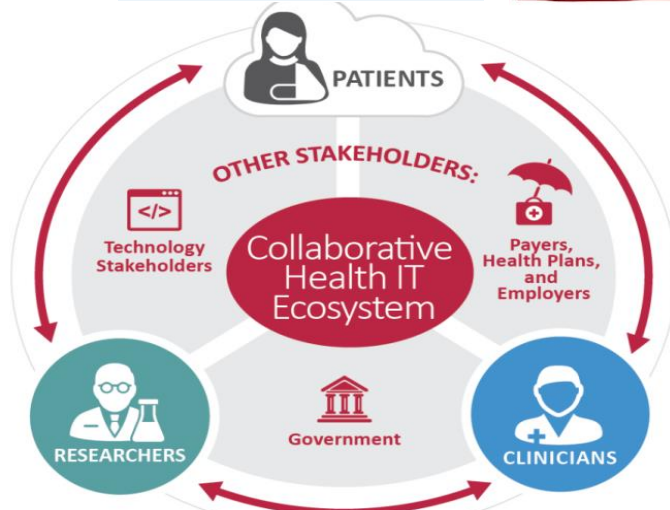 PATIENTS
OTHER STAKEHOLDERS:
</>
Technology
Stakeholders
Collaborative
Health IT
Ecosystem
Payers,
Health Plans,
and
Employers
RESEARCHERS
Government
CLINICIANS